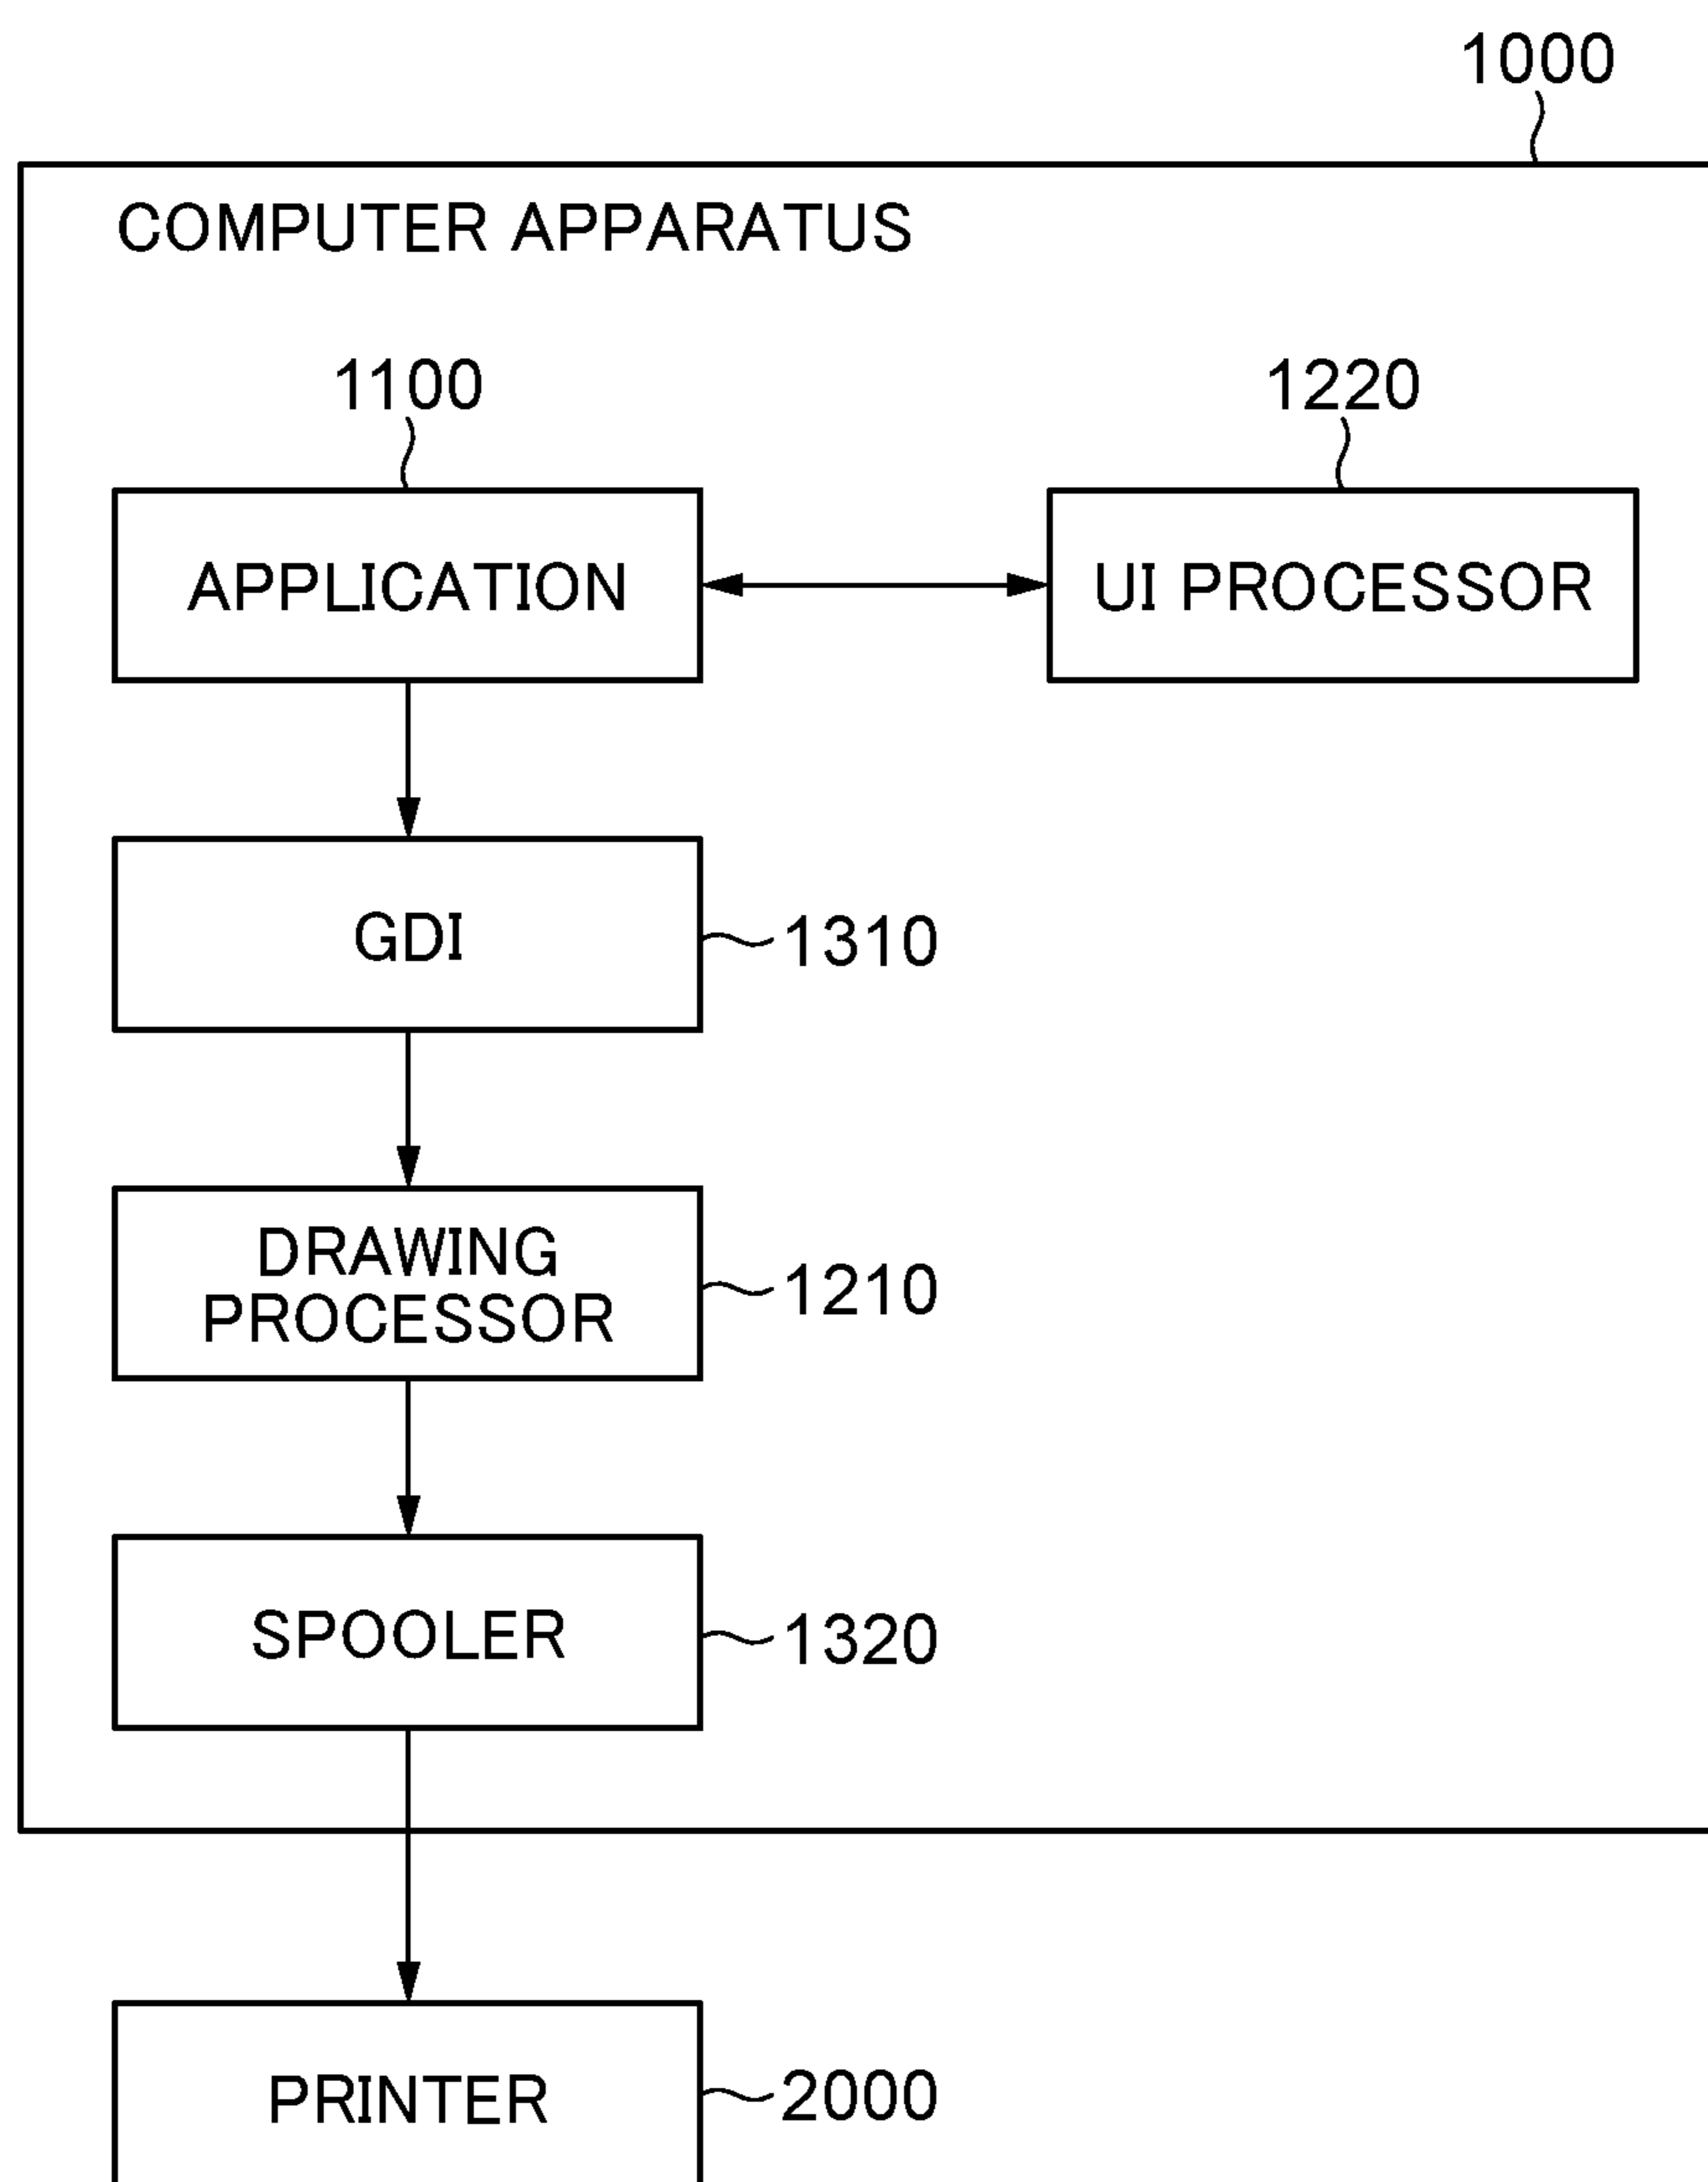 1000
COMPUTER APPARATUS
1100
1220
APPLICATION
UI PROCESSOR
GDI
1310
DRAWING
PROCESSOR
1210
SPOOLER
1320
PRINTER
2000